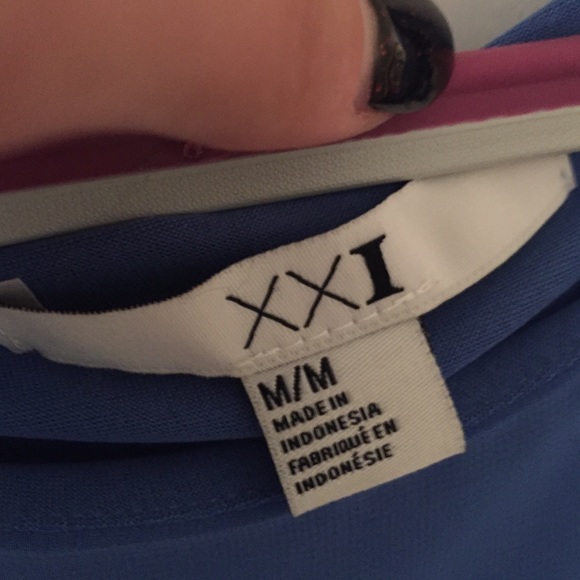 XXI
M/M
MADE IN
INDONESIA
FABRIQUÉ EN
INDONÉSIE